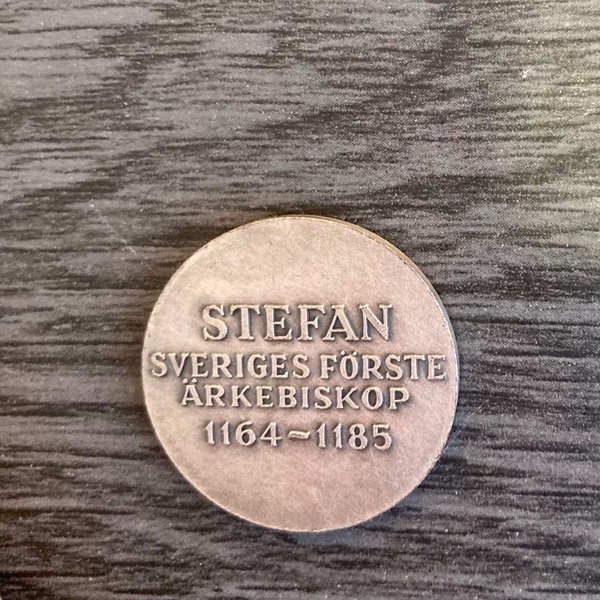 STEFAN
SVERIGES FÖRSTE
ÄRKEBISKOP
1164~1185